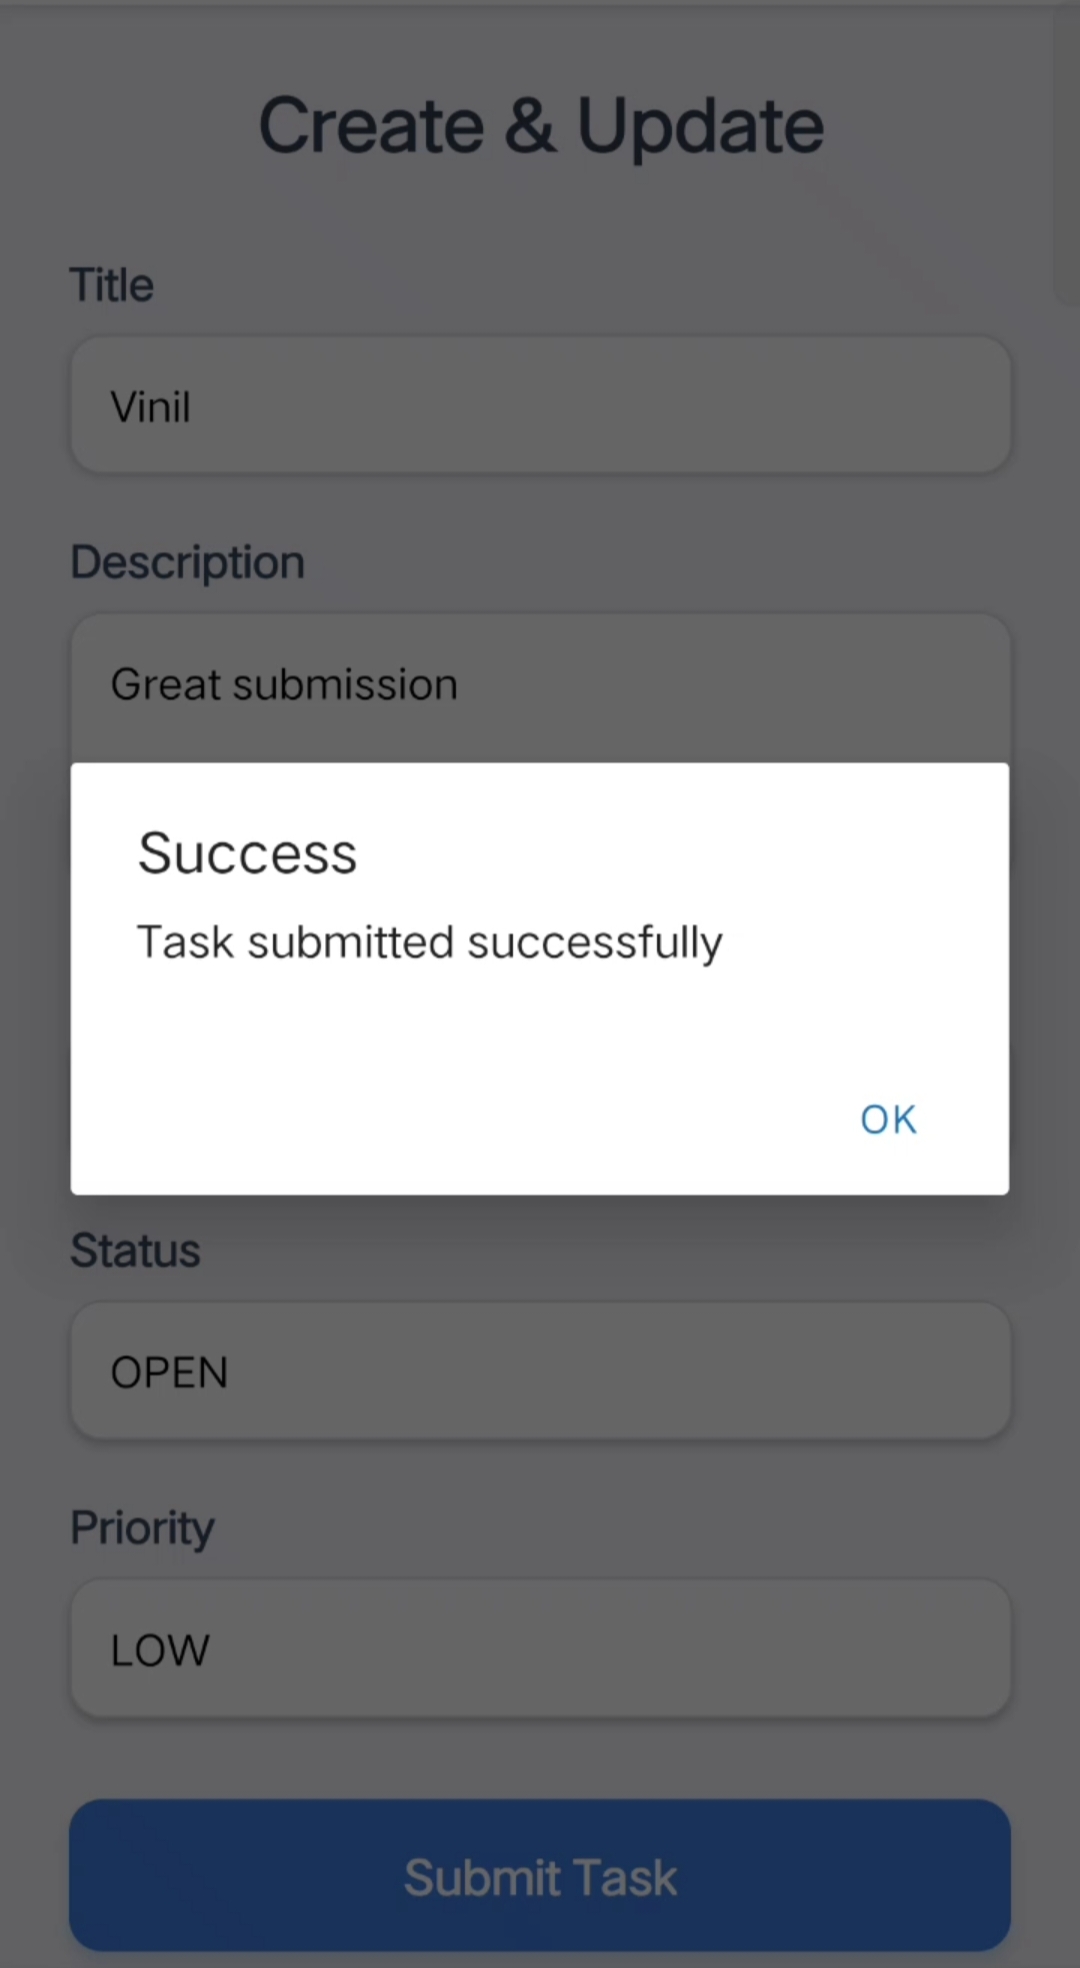 Create & Update
Title
Vinil
Description
Great submission
Success
Task submitted successfully
OK
Status
OPEN
Priority
LOW
Submit Task